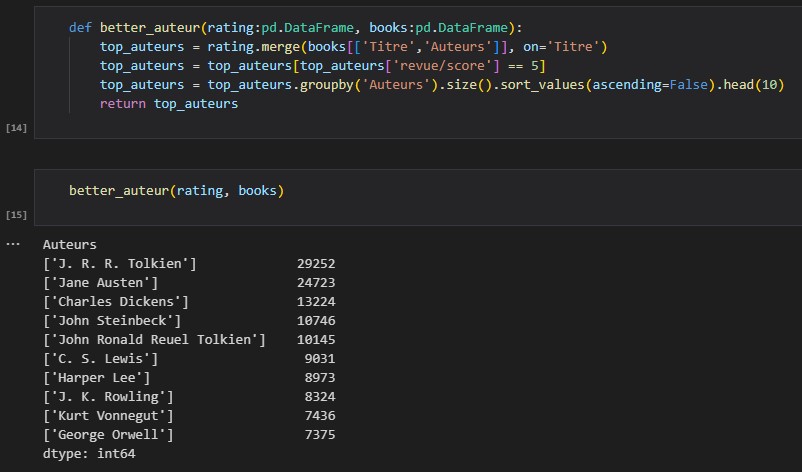 def better_auteur(rating:pd.DataFrame, books:pd.DataFrame):
    top_auteurs = rating.merge(books[['Titre','Auteurs']], on='Titre')
    top_auteurs = top_auteurs[top_auteurs['revue/score'] == 5]
    top_auteurs = top_auteurs.groupby('Auteurs').size().sort_values(ascending=False).head(10)
    return top_auteurs
[14]
better_auteur(rating, books)
[15]
...
Auteurs
['J. R. R. Tolkien']             29252
['Jane Austen']                  24723
['Charles Dickens']              13224
['John Steinbeck']               10746
['John Ronald Reuel Tolkien']    10145
['C. S. Lewis']                   9031
['Harper Lee']                    8973
['J. K. Rowling']                 8324
['Kurt Vonnegut']                 7436
['George Orwell']                 7375
dtype: int64